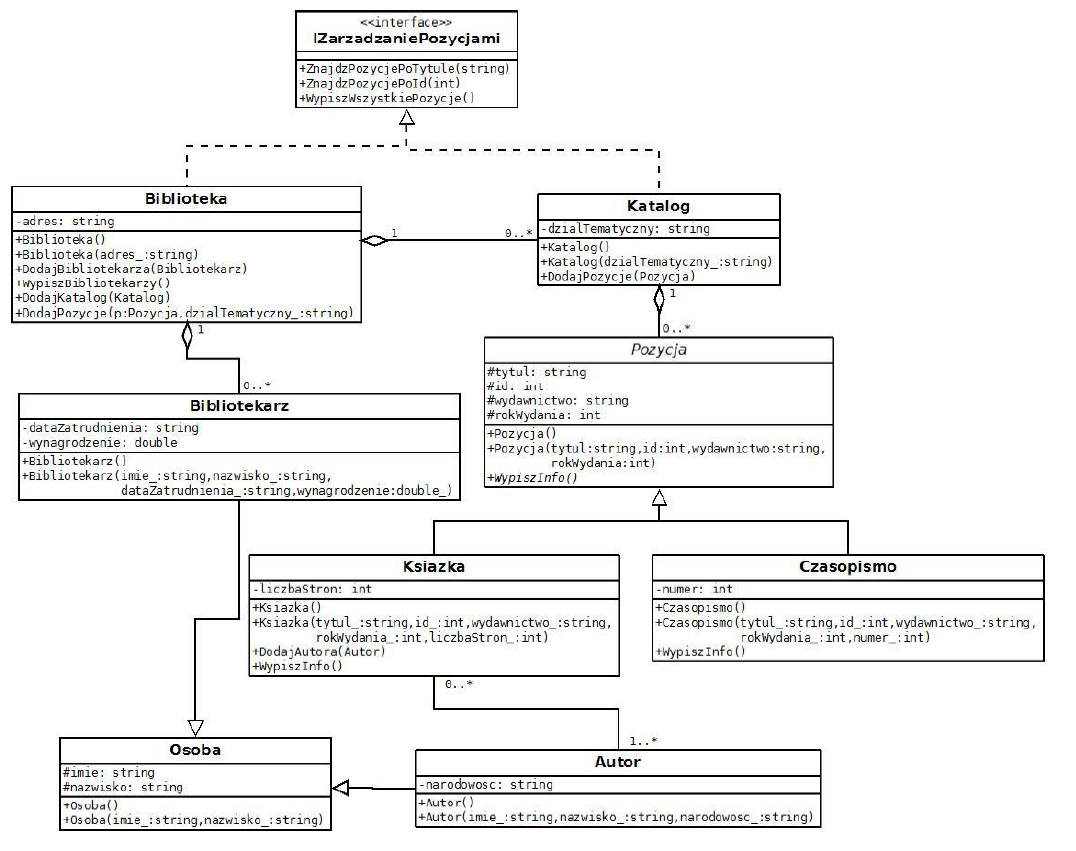 <<interface>>
IZarzadzaniePozycjami
+ZnajdzPozycjePoTytule(string)
+ZnajdzPozycjePoId(int)
+WypiszWszystkiePozycje()
Biblioteka
-adres: string
+Biblioteka()
+Biblioteka(adres_:string)
+DodajBibliotekarza(Bibliotekarz)
+WypiszBibliotekarzy()
+DodajKatalog(Katalog)
+DodajPozycje(p:Pozycja,dzialTematyczny_:string)
1
0..*
Katalog
-dzialTematyczny: string
+Katalog()
+Katalog(dzialTematyczny_:string)
+DodajPozycje(Pozycja)
1
0..*
1
0..*
Pozycja
#tytul: string
#id: int
#wydawnictwo: string
#rokWydania: int
+Pozycja()
+Pozycja(tytul:string,id:int,wydawnictwo:string,
rokWydania:int)
+WypiszInfo()
Bibliotekarz
-dataZatrudnienia: string
-wynagrodzenie: double
+Bibliotekarz()
+Bibliotekarz(imie_:string,nazwisko_:string,
dataZatrudnienia_:string,wynagrodzenie:double_)
Ksiazka
-liczbaStron: int
+Ksiazka()
+Ksiazka(tytul_:string,id_:int,wydawnictwo_:string,
rokWydania_:int,liczbaStron_:int)
+DodajAutora(Autor)
+WypiszInfo()
Czasopismo
-numer: int
+Czasopismo()
+Czasopismo(tytul_:string,id_:int,wydawnictwo_:string,
rokWydania_:int,numer_:int)
+WypiszInfo()
0..*
1..*
Osoba
#imie: string
#nazwisko: string
+Osoba()
+Osoba(imie_:string,nazwisko_:string)
Autor
-narodowosc: string
+Autor()
+Autor(imie_:string,nazwisko_:string,narodowosc_:string)